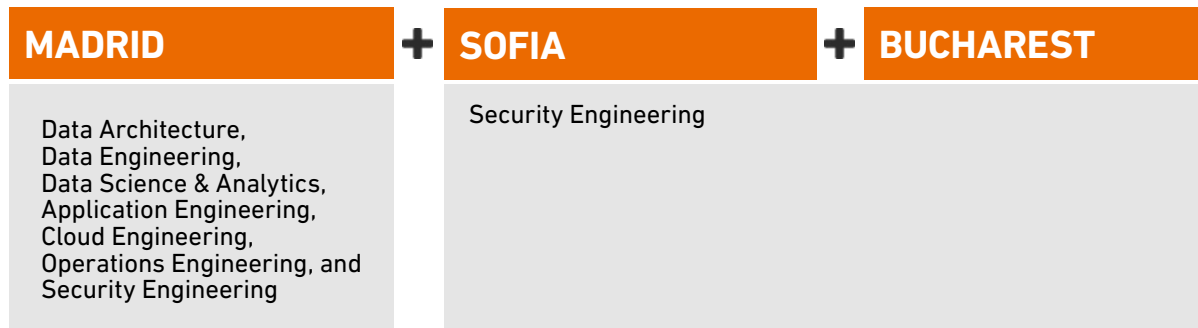 MADRID + SOFIA + BUCHAREST
Data Architecture,
Data Engineering,
Data Science & Analytics,
Application Engineering,
Cloud Engineering,
Operations Engineering, and
Security Engineering
Security Engineering